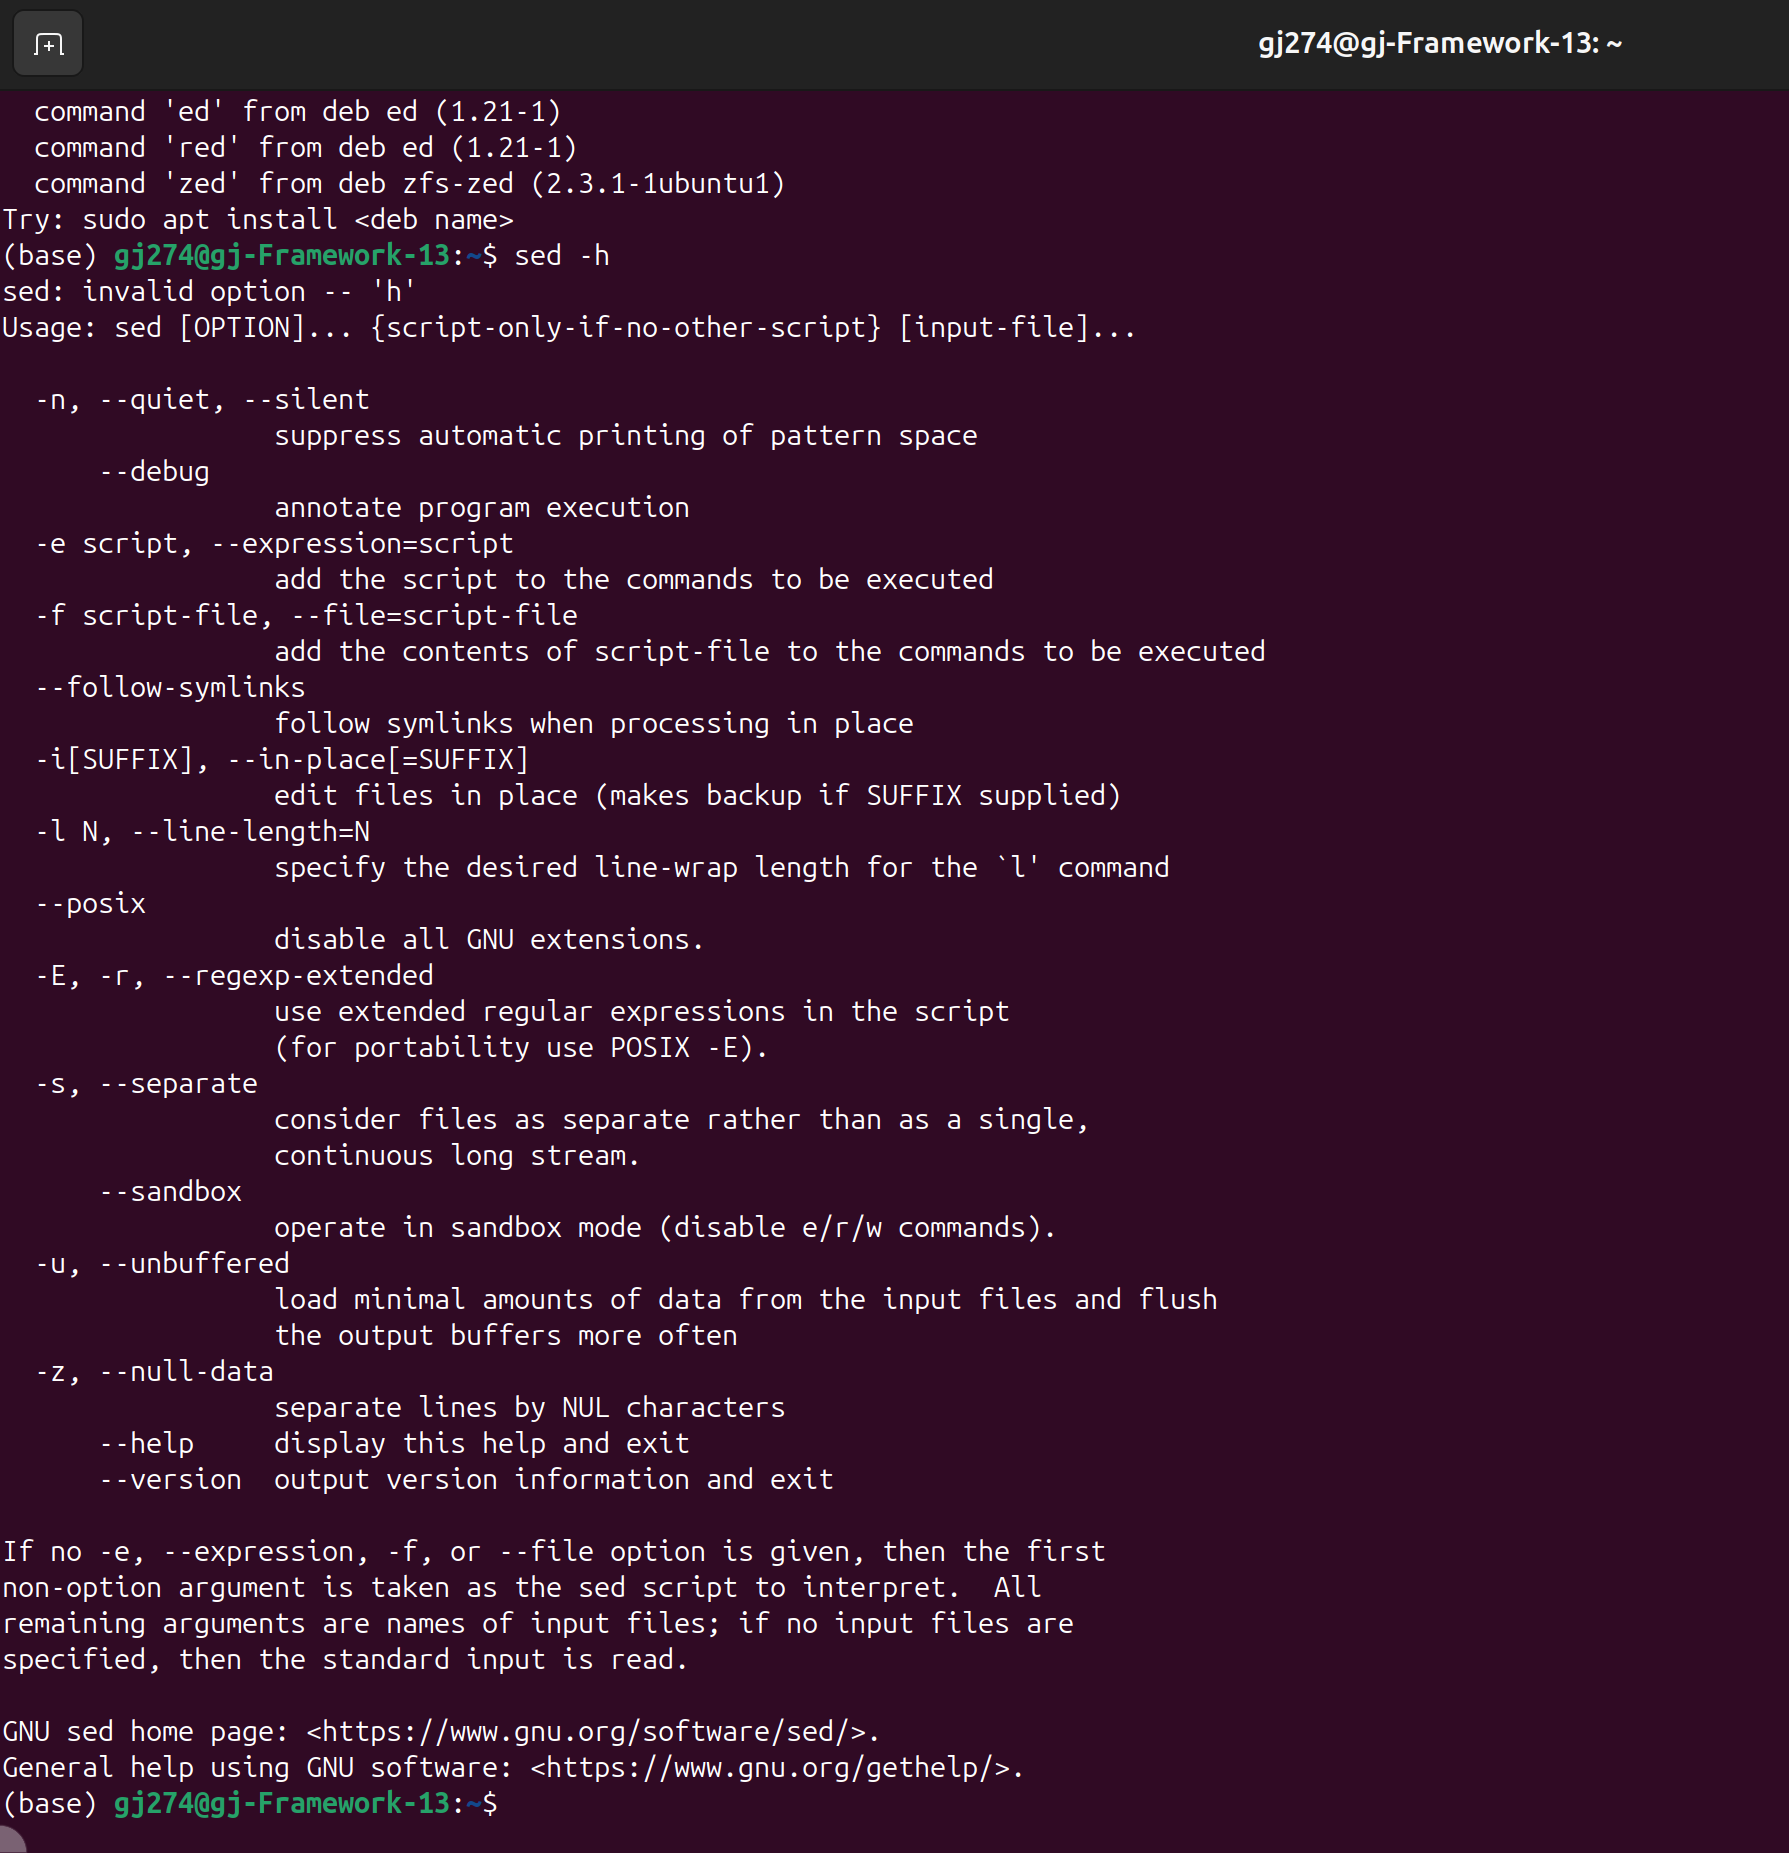 gj274@gj-Framework-13: ~
  command 'ed' from deb ed (1.21-1)
  command 'red' from deb ed (1.21-1)
  command 'zed' from deb zfs-zed (2.3.1-1ubuntu1)
Try: sudo apt install <deb name>
(base) gj274@gj-Framework-13:~$ sed -h
sed: invalid option -- 'h'
Usage: sed [OPTION]... {script-only-if-no-other-script} [input-file]...

  -n, --quiet, --silent
                 suppress automatic printing of pattern space
      --debug
                 annotate program execution
  -e script, --expression=script
                 add the script to the commands to be executed
  -f script-file, --file=script-file
                 add the contents of script-file to the commands to be executed
  --follow-symlinks
                 follow symlinks when processing in place
  -i[SUFFIX], --in-place[=SUFFIX]
                 edit files in place (makes backup if SUFFIX supplied)
  -l N, --line-length=N
                 specify the desired line-wrap length for the `l' command
  --posix
                 disable all GNU extensions.
  -E, -r, --regexp-extended
                 use extended regular expressions in the script
                 (for portability use POSIX -E).
  -s, --separate
                 consider files as separate rather than as a single,
                 continuous long stream.
      --sandbox
                 operate in sandbox mode (disable e/r/w commands).
  -u, --unbuffered
                 load minimal amounts of data from the input files and flush
                 the output buffers more often
  -z, --null-data
                 separate lines by NUL characters
      --help     display this help and exit
      --version  output version information and exit

If no -e, --expression, -f, or --file option is given, then the first
non-option argument is taken as the sed script to interpret.  All
remaining arguments are names of input files; if no input files are
specified, then the standard input is read.

GNU sed home page: <https://www.gnu.org/software/sed/>.
General help using GNU software: <https://www.gnu.org/gethelp/>.
(base) gj274@gj-Framework-13:~$